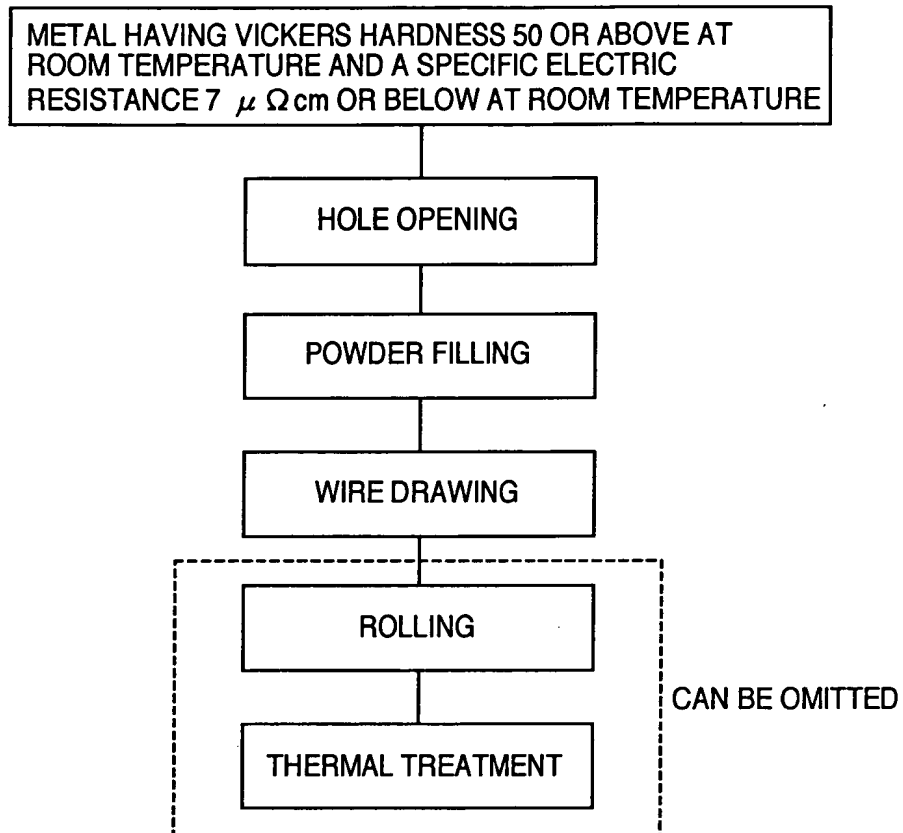 METAL HAVING VICKERS HARDNESS 50 OR ABOVE AT
ROOM TEMPERATURE AND A SPECIFIC ELECTRIC
RESISTANCE 7 μ Ω cm OR BELOW AT ROOM TEMPERATURE
HOLE OPENING
POWDER FILLING
WIRE DRAWING
ROLLING
CAN BE OMITTED
THERMAL TREATMENT